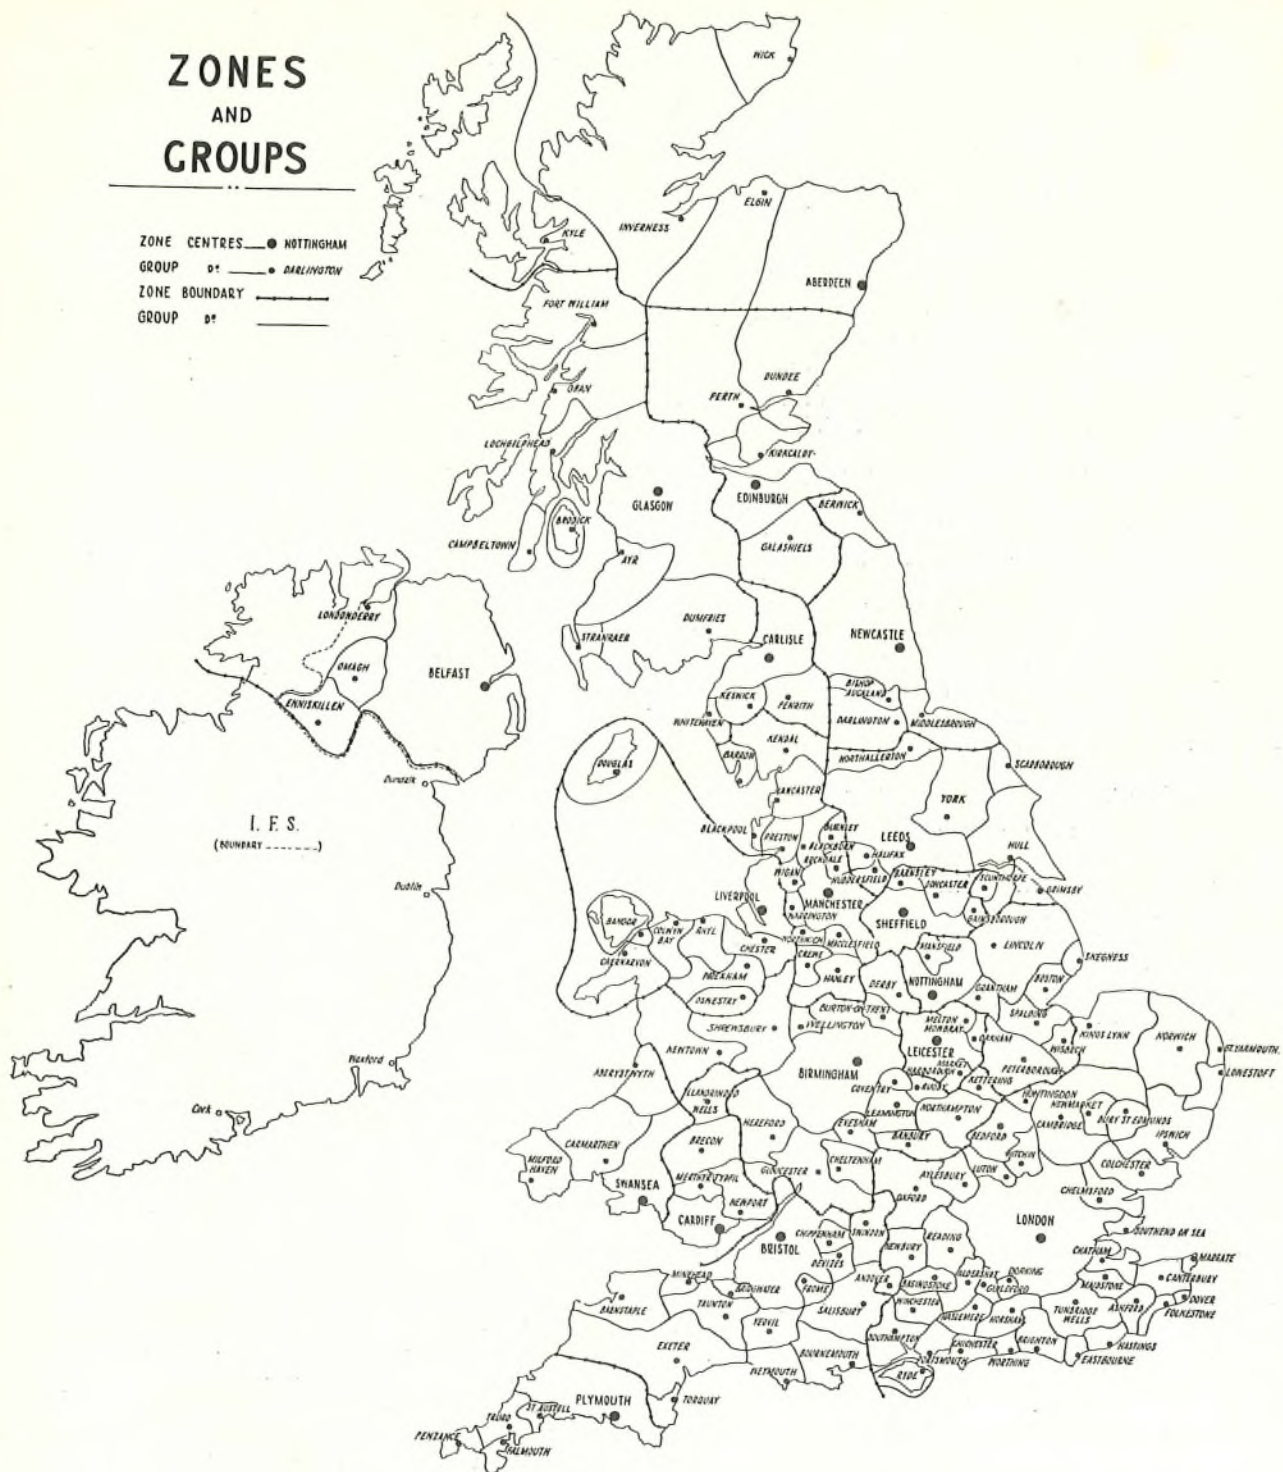 ZONES
AND
GROUPS
ZONE CENTRES NOTTINGHAM
GROUP Do DARLINGTON
ZONE BOUNDARY
GROUP Do
WICK
ELGIN
INVERNESS
KYLE
ABERDEEN
FORT WILLIAM
DUNDEE
OBAN
PERTH
LOCHGILPHEAD
KIRKCALDY
GLASGOW
EDINBURGH
BERWICK
BRODICK
CAMPBELTOWN
GALASHIELS
AYR
LONDONDERRY
DUMFRIES
STRANRAER
CARLISLE
NEWCASTLE
OMAGH
BELFAST
ENNISKILLEN
KESWICK
PENRITH
BISHOP
AUCKLAND
WHITEHAVEN
DARLINGTON
MIDDLESBROUGH
KENDAL
BARROW
NORTHALLERTON
SCARBOROUGH
DOUGLAS
Dundalk
LANCASTER
YORK
I. F. S.
(BOUNDARY ------)
BLACKPOOL
PRESTON
BURNLEY
BLACKBURN
LEEDS
HALIFAX
HULL
ROCHDALE
WIGAN
HUDDERSFIELD
BARNSLEY
DONCASTER
SCUNTHORPE
GRIMSBY
Dublin
LIVERPOOL
MANCHESTER
WARRINGTON
SHEFFIELD
GAINSBOROUGH
BANGOR
COLWYN
BAY
RHYL
CHESTER
NORTHWICH
MACCLESFIELD
MANSFIELD
LINCOLN
SKEGNESS
CAERNARVON
WREXHAM
CREWE
HANLEY
DERBY
NOTTINGHAM
GRANTHAM
BOSTON
OSWESTRY
BURTON-ON-TRENT
SPALDING
SHREWSBURY
WELLINGTON
MELTON
MOWBRAY
OAKHAM
KINGS LYNN
NORWICH
GT.YARMOUTH.
LOWESTOFT
NEWTOWN
LEICESTER
WISBECH
Wexford
ABERYSTWYTH
BIRMINGHAM
MARKET
HARBOROUGH
PETERBOROUGH
COVENTRY
RUGBY
KETTERING
LLANDRINDOD
WELLS
LEAMINGTON
NORTHAMPTON
HUNTINGDON
NEWMARKET
CAMBRIDGE
BURY ST EDMUNDS
Cork
HEREFORD
EVESHAM
BANBURY
BEDFORD
IPSWICH
CARMARTHEN
BRECON
MILFORD
HAVEN
MERTHYR TYDFIL
GLOUCESTER
CHELTENHAM
AYLESBURY
LUTON
HITCHIN
COLCHESTER
SWANSEA
OXFORD
CHELMSFORD
NEWPORT
CARDIFF
LONDON
BRISTOL
CHIPPENHAM
SWINDON
NEWBURY
READING
SOUTHEND ON SEA
DEVIZES
CHATHAM
MARGATE
MINEHEAD
BRIDGWATER
FROME
ANDOVER
BASINGSTOKE
ALDERSHOT
DORKING
GUILDFORD
MAIDSTONE
CANTERBURY
BARNSTAPLE
TAUNTON
SALISBURY
WINCHESTER
HASLEMERE
HORSHAM
TUNBRIDGE
WELLS
ASHFORD
DOVER
FOLKESTONE
YEOVIL
EXETER
BOURNEMOUTH
SOUTHAMPTON
PORTSMOUTH
CHICHESTER
WORTHING
BRIGHTON
EASTBOURNE
HASTINGS
WEYMOUTH
RYDE
TORQUAY
PLYMOUTH
ST AUSTELL
TRURO
PENZANCE
FALMOUTH